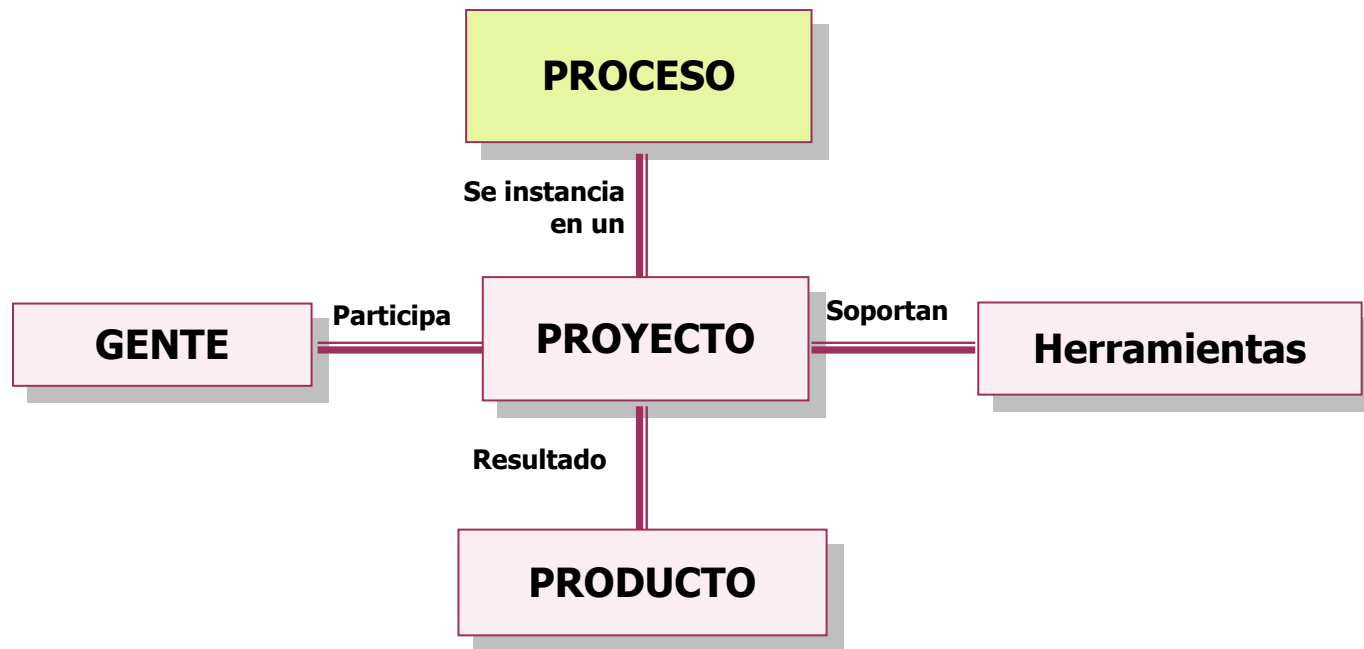 PROCESO
Se instancia
en un
GENTE
Participa
PROYECTO
Soportan
Herramientas
Resultado
PRODUCTO